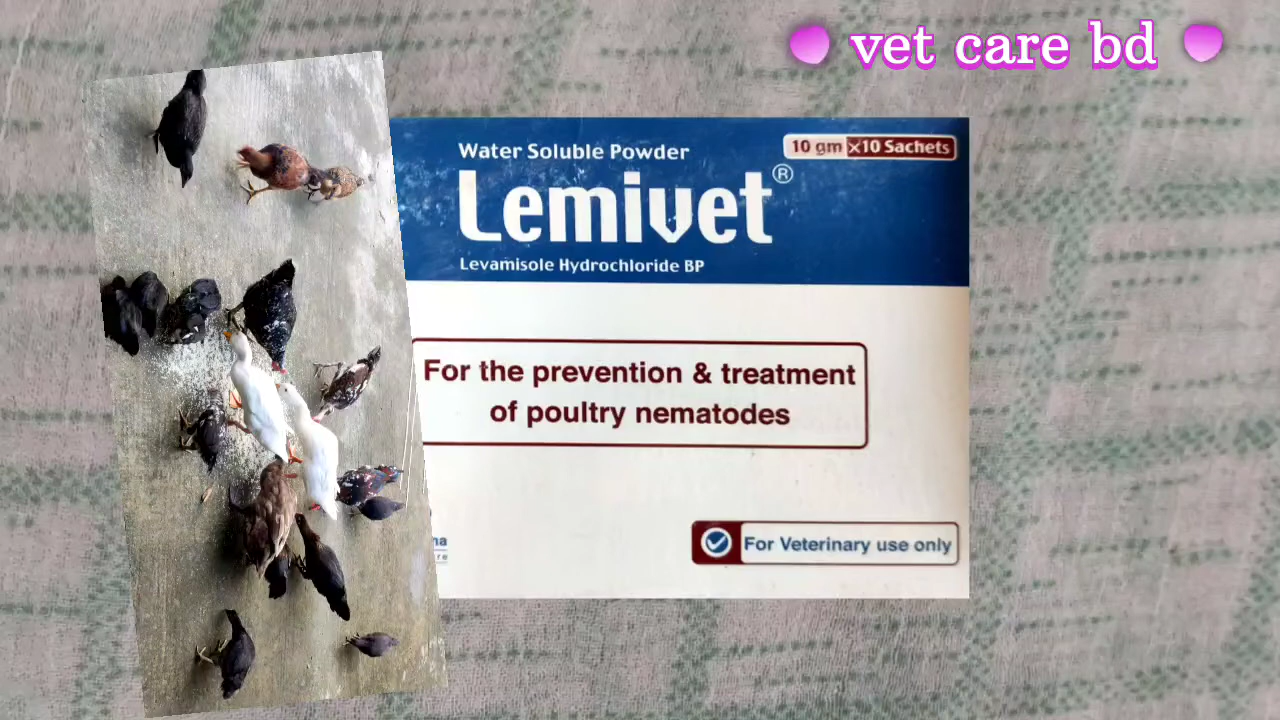 vet care bd
Water Soluble Powder
10 gm x10 Sachets
Lemivet®
Levamisole Hydrochloride BP
For the prevention & treatment
of poultry nematodes
For Veterinary use only